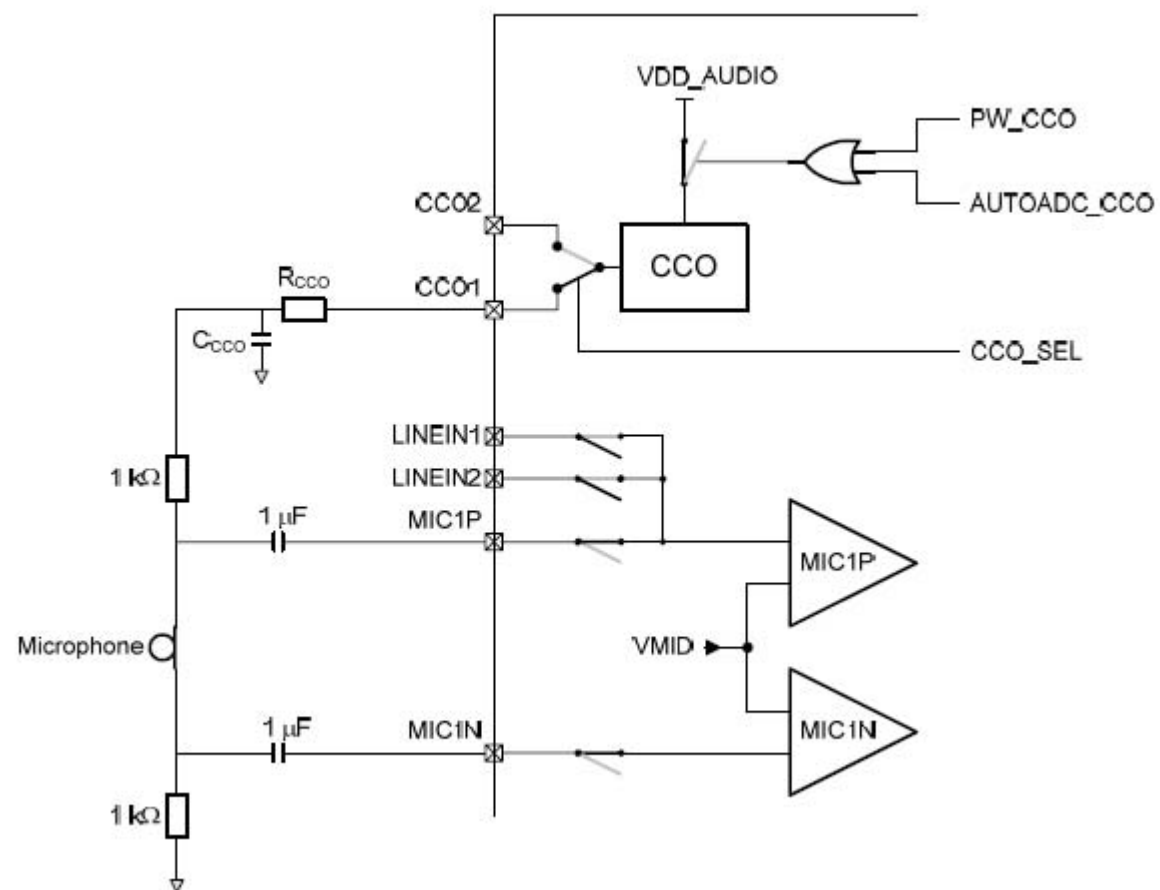 VDD_AUDIO
PW_CCO
AUTOADC_CCO
CCO2
CCO
RCCO
CCO1
CCCO
CCO_SEL
LINEIN1
LINEIN2
1 kΩ
1 µF
MIC1P
MIC1P
Microphone
VMID
1 µF
MIC1N
MIC1N
1 kΩ